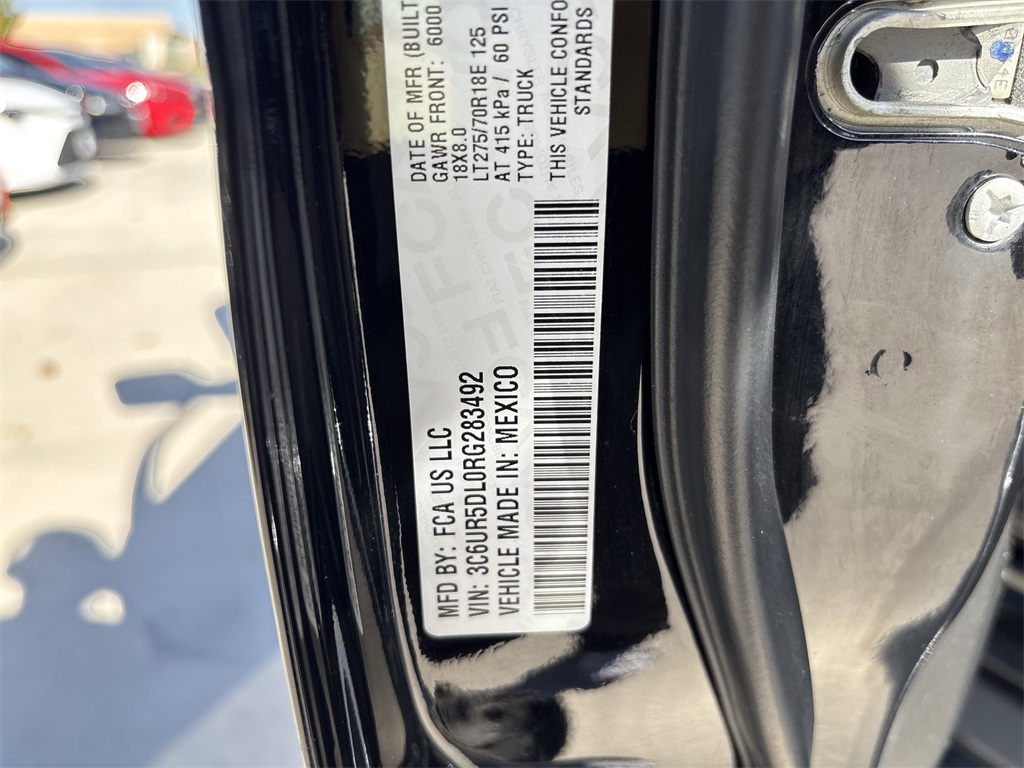 MFD BY: FCA US LLC
VIN: 3C6UR5DL0RG283492
VEHICLE MADE IN: MEXICO
DATE OF MFR (BUILT
GAWR FRONT: 6000
18X8.0
LT275/70R18E 125
AT 415 kPa / 60 PSI
TYPE: TRUCK
THIS VEHICLE CONFO
STANDARDS